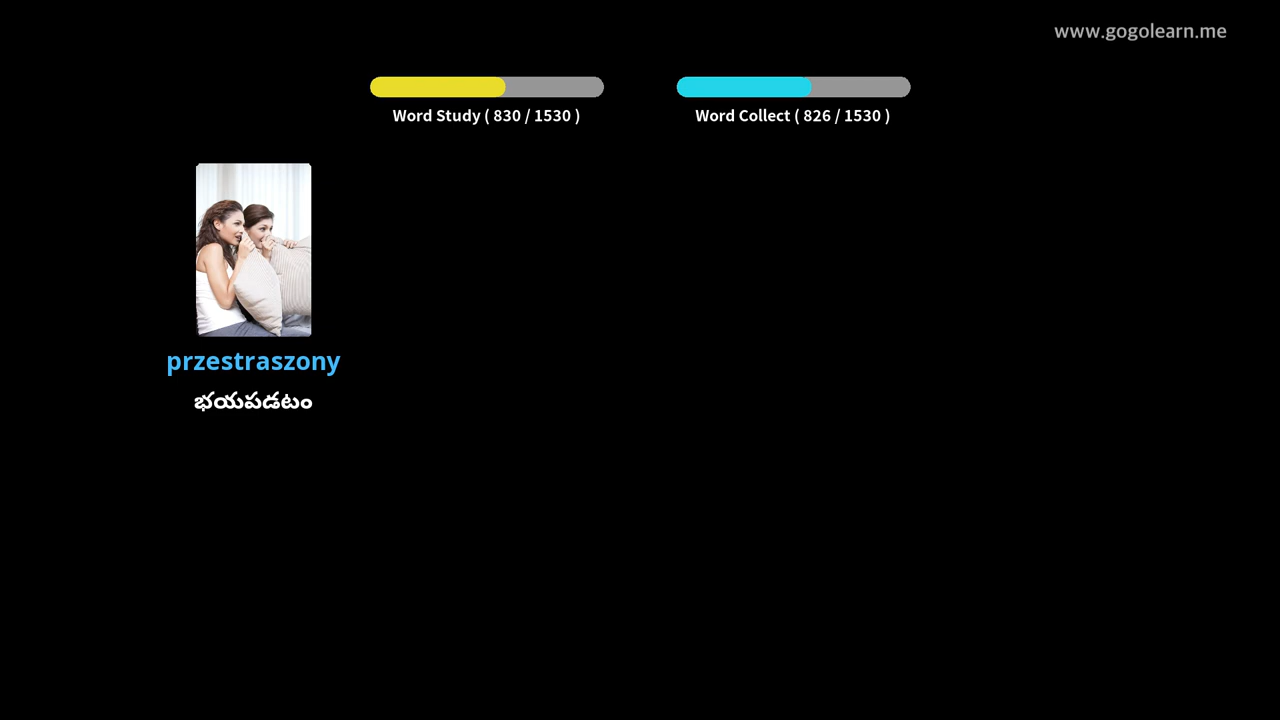 www.gogolearn.me
Word Study ( 830 / 1530 )
Word Collect ( 826 / 1530 )
przestraszony
భయపడటం